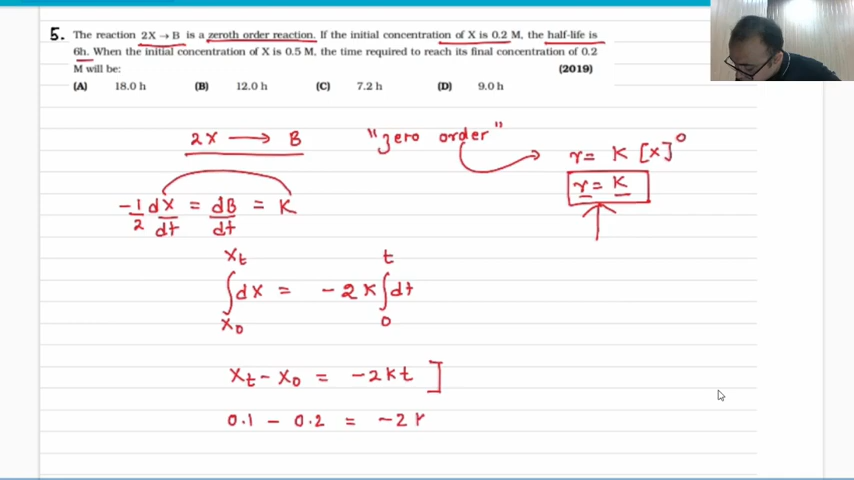 5. The reaction 2X → B is a zeroth order reaction. If the initial concentration of X is 0.2 M, the half-life is
6h. When the initial concentration of X is 0.5 M, the time required to reach its final concentration of 0.2
M will be: (2019)
(A) 18.0 h (B) 12.0 h (C) 7.2 h (D) 9.0 h
2X → B "zero order" r = K [X]⁰
r = K
-1/2 dX/dt = dB/dt = K
∫_{X₀}^{Xt} dX = -2K ∫_{0}^{t} dt
Xt - X₀ = -2Kt ]
0.1 - 0.2 = -2